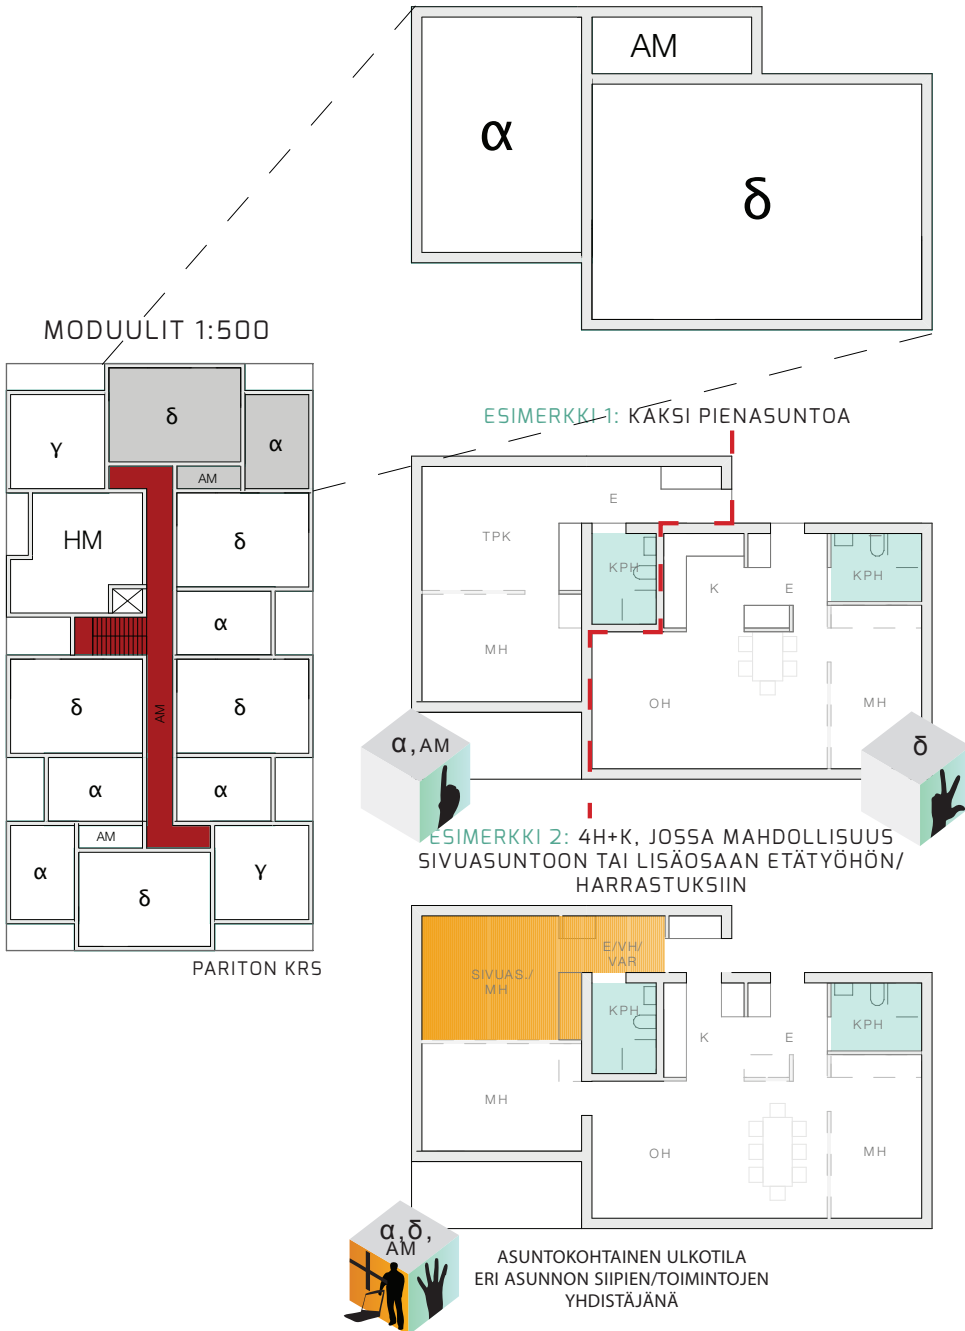 AM
α
δ
MODUULIT 1:500
δ
γ
α
AM
HM
δ
α
δ
AM
δ
α
α
AM
α
δ
γ
PARITON KRS
ESIMERKKI 1: KAKSI PIENASUNTOA
E
TPK
KPH
K
E
KPH
MH
OH
MH
α, AM
δ
ESIMERKKI 2: 4H+K, JOSSA MAHDOLLISUUS
SIVUASUNTOON TAI LISÄOSAAN ETÄTYÖHÖN/
HARRASTUKSIIN
E/VH/
VAR
SIVUAS./
MH
KPH
K
E
KPH
MH
OH
MH
α,δ,
AM
ASUNTOKOHTAINEN ULKOTILA
ERI ASUNNON SIIPIEN/TOIMINTOJEN
YHDISTÄJÄNÄ